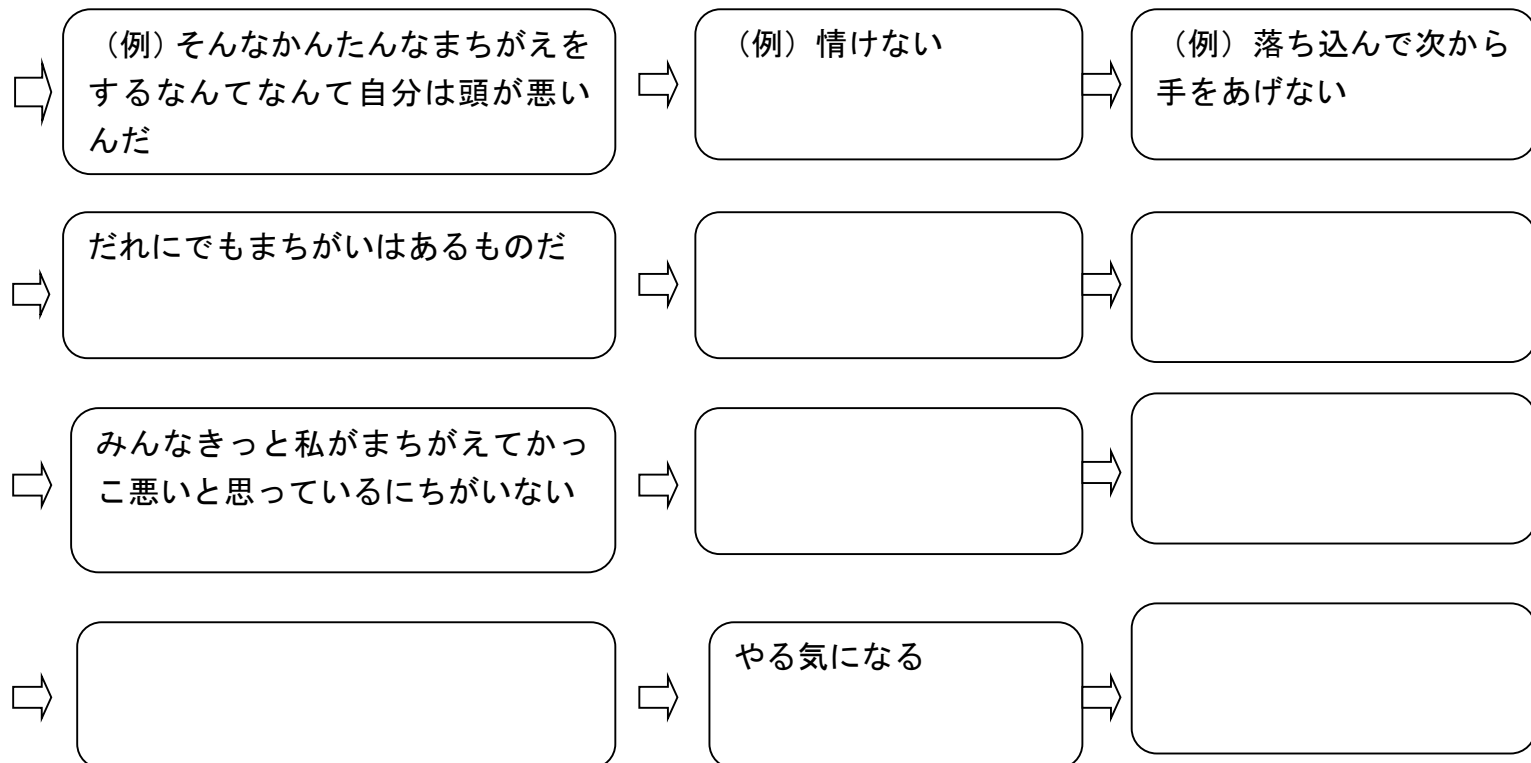 （例）そんなかんたんなまちがえを
するなんてなんて自分は頭が悪い
んだ
（例）情けない
（例）落ち込んで次から
手をあげない
だれにでもまちがいはあるものだ
みんなきっと私がまちがえてかっ
こ悪いと思っているにちがいない
やる気になる